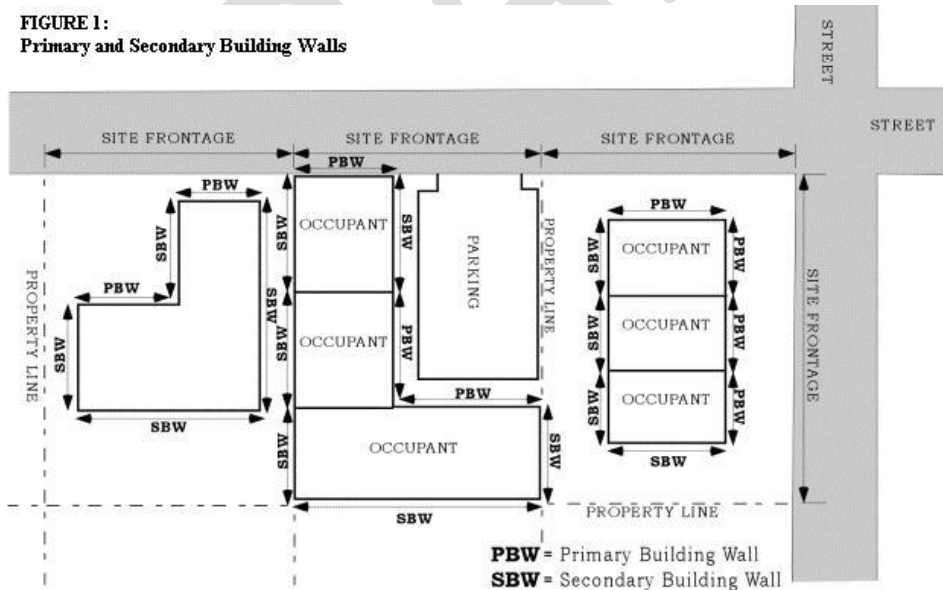 FIGURE 1:
Primary and Secondary Building Walls
STREET
STREET
SITE FRONTAGE
SITE FRONTAGE
SITE FRONTAGE
PBW
PBW
SBW
SBW
PBW
SBW
SBW
PROPERTY LINE
SBW
OCCUPANT
SBW
SBW
OCCUPANT
PBW
PBW
SBW
OCCUPANT
SBW
SBW
PARKING
PROPERTY LINE
PBW
SBW
OCCUPANT
PBW
SBW
OCCUPANT
PBW
SBW
OCCUPANT
PBW
SBW
SITE FRONTAGE
PROPERTY LINE
PBW = Primary Building Wall
SBW = Secondary Building Wall